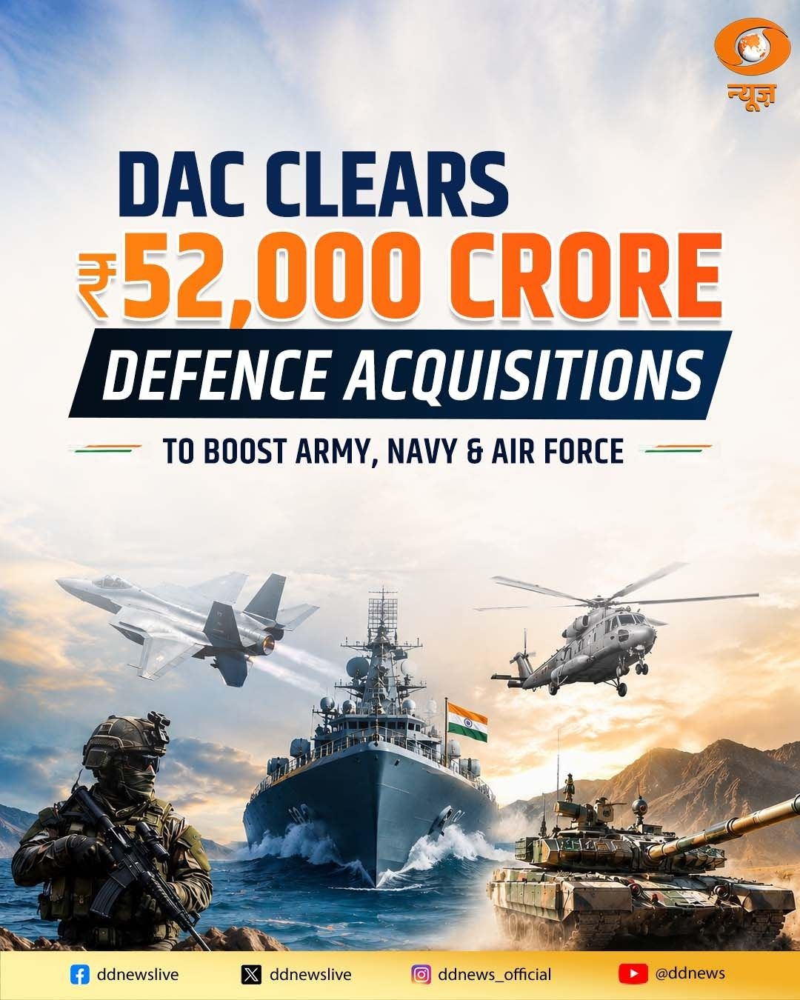 न्यूज़
DAC CLEARS
₹52,000 CRORE
DEFENCE ACQUISITIONS
TO BOOST ARMY, NAVY & AIR FORCE
ddnewslive
ddnewslive
ddnews_official
@ddnews